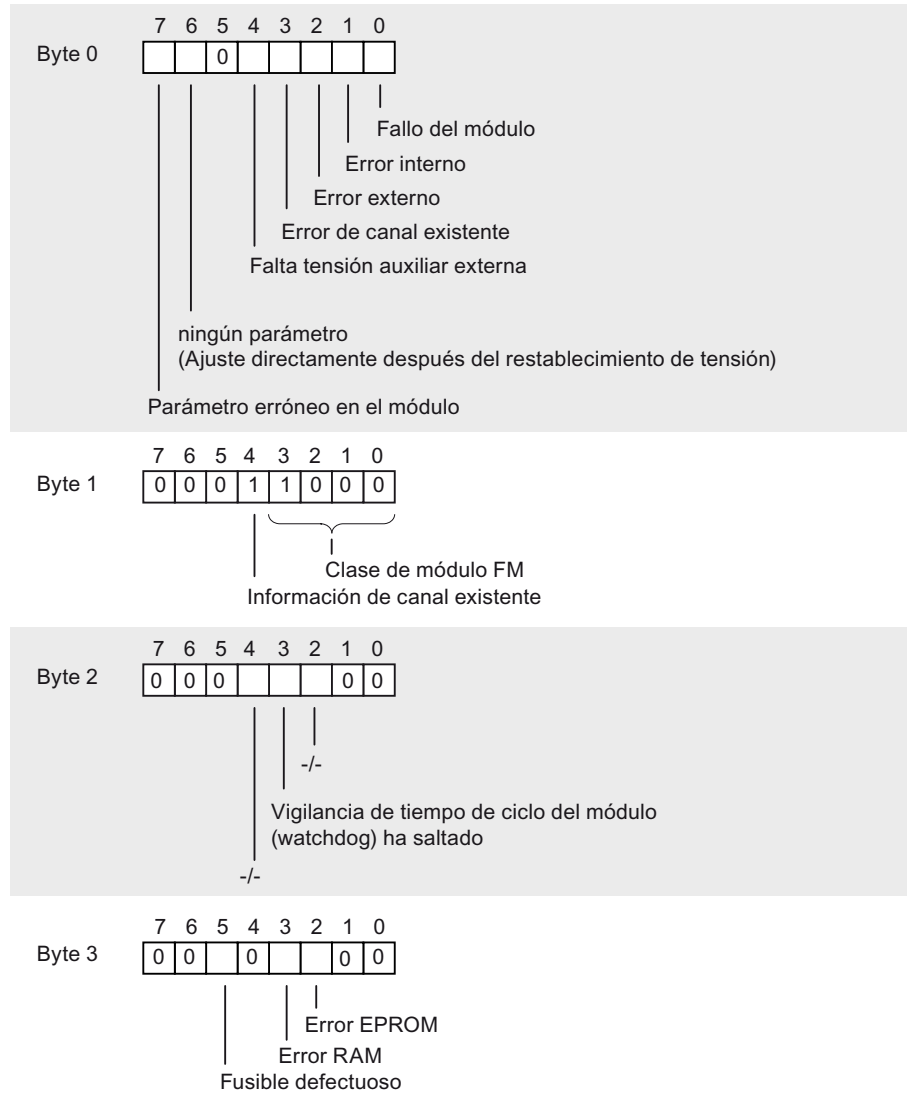 7 6 5 4 3 2 1 0
Byte 0 0
Fallo del módulo
Error interno
Error externo
Error de canal existente
Falta tensión auxiliar externa
ningún parámetro
(Ajuste directamente después del restablecimiento de tensión)
Parámetro erróneo en el módulo
7 6 5 4 3 2 1 0
Byte 1 0 0 0 1 1 0 0 0
Clase de módulo FM
Información de canal existente
7 6 5 4 3 2 1 0
Byte 2 0 0 0 0 0
-/-
Vigilancia de tiempo de ciclo del módulo
(watchdog) ha saltado
-/-
7 6 5 4 3 2 1 0
Byte 3 0 0 0 0 0
Error EPROM
Error RAM
Fusible defectuoso